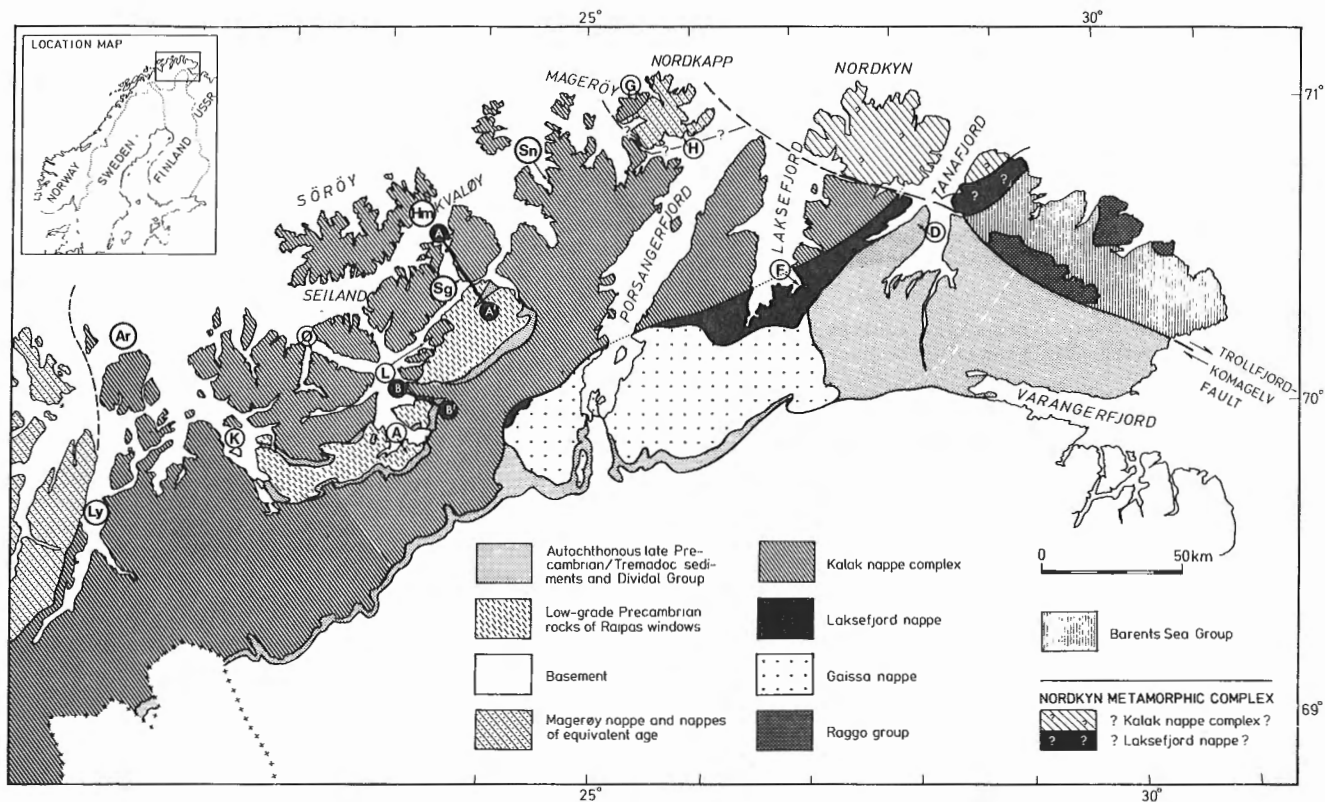 25°
30°
LOCATION MAP
NORWAY
SWEDEN
FINLAND
USSR
NORDKAPP
MAGERÖY
G
NORDKYN
71°
H
Sn
SÖRÖY
Hm
KVALØY
A
Sg
A'
SEILAND
PORSANGERFJORD
LAKSEFJORD
TANAFJORD
F
D
? ?
Ar
Ø
L
B
B'
K
A
Ly
TROLLFJORD-
KOMAGELV
FAULT
70°
VARANGERFJORD
0 50km
Autochthonous late Pre-
cambrian/Tremadoc sedi-
ments and Dividal Group
Low-grade Precambrian
rocks of Raipas windows
Basement
Magerøy nappe and nappes
of equivalent age
Kalak nappe complex
Laksefjord nappe
Gaissa nappe
Raggo group
Barents Sea Group
NORDKYN METAMORPHIC COMPLEX
? Kalak nappe complex?
? ? ? Laksefjord nappe?
69°
25°
30°